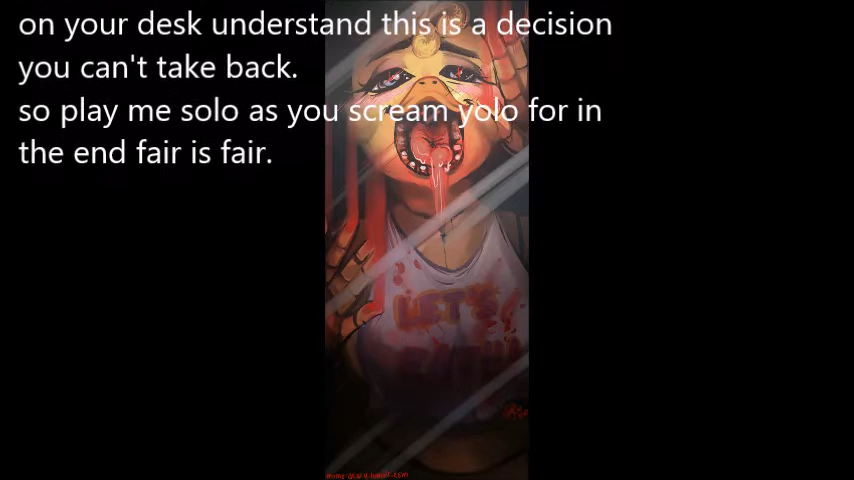 on your desk understand this is a decision
you can't take back.
so play me solo as you scream yolo for in
the end fair is fair.
LET'S